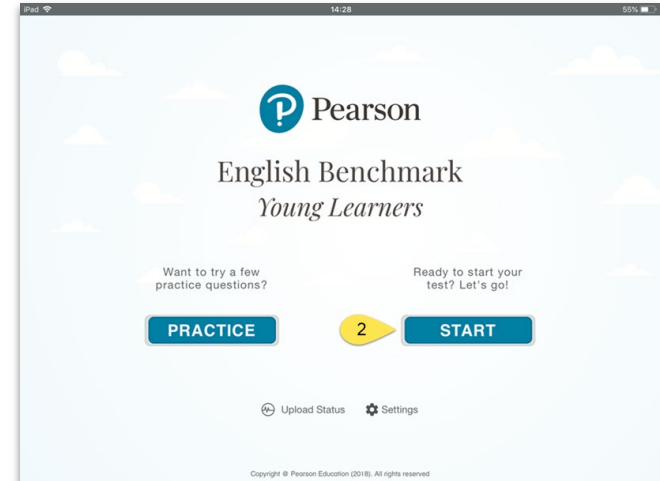 iPad 14:28 55%
Pearson
English Benchmark
Young Learners
Want to try a few
practice questions?
Ready to start your
test? Let's go!
PRACTICE
2
START
Upload Status
Settings
Copyright @ Pearson Education (2018). All rights reserved